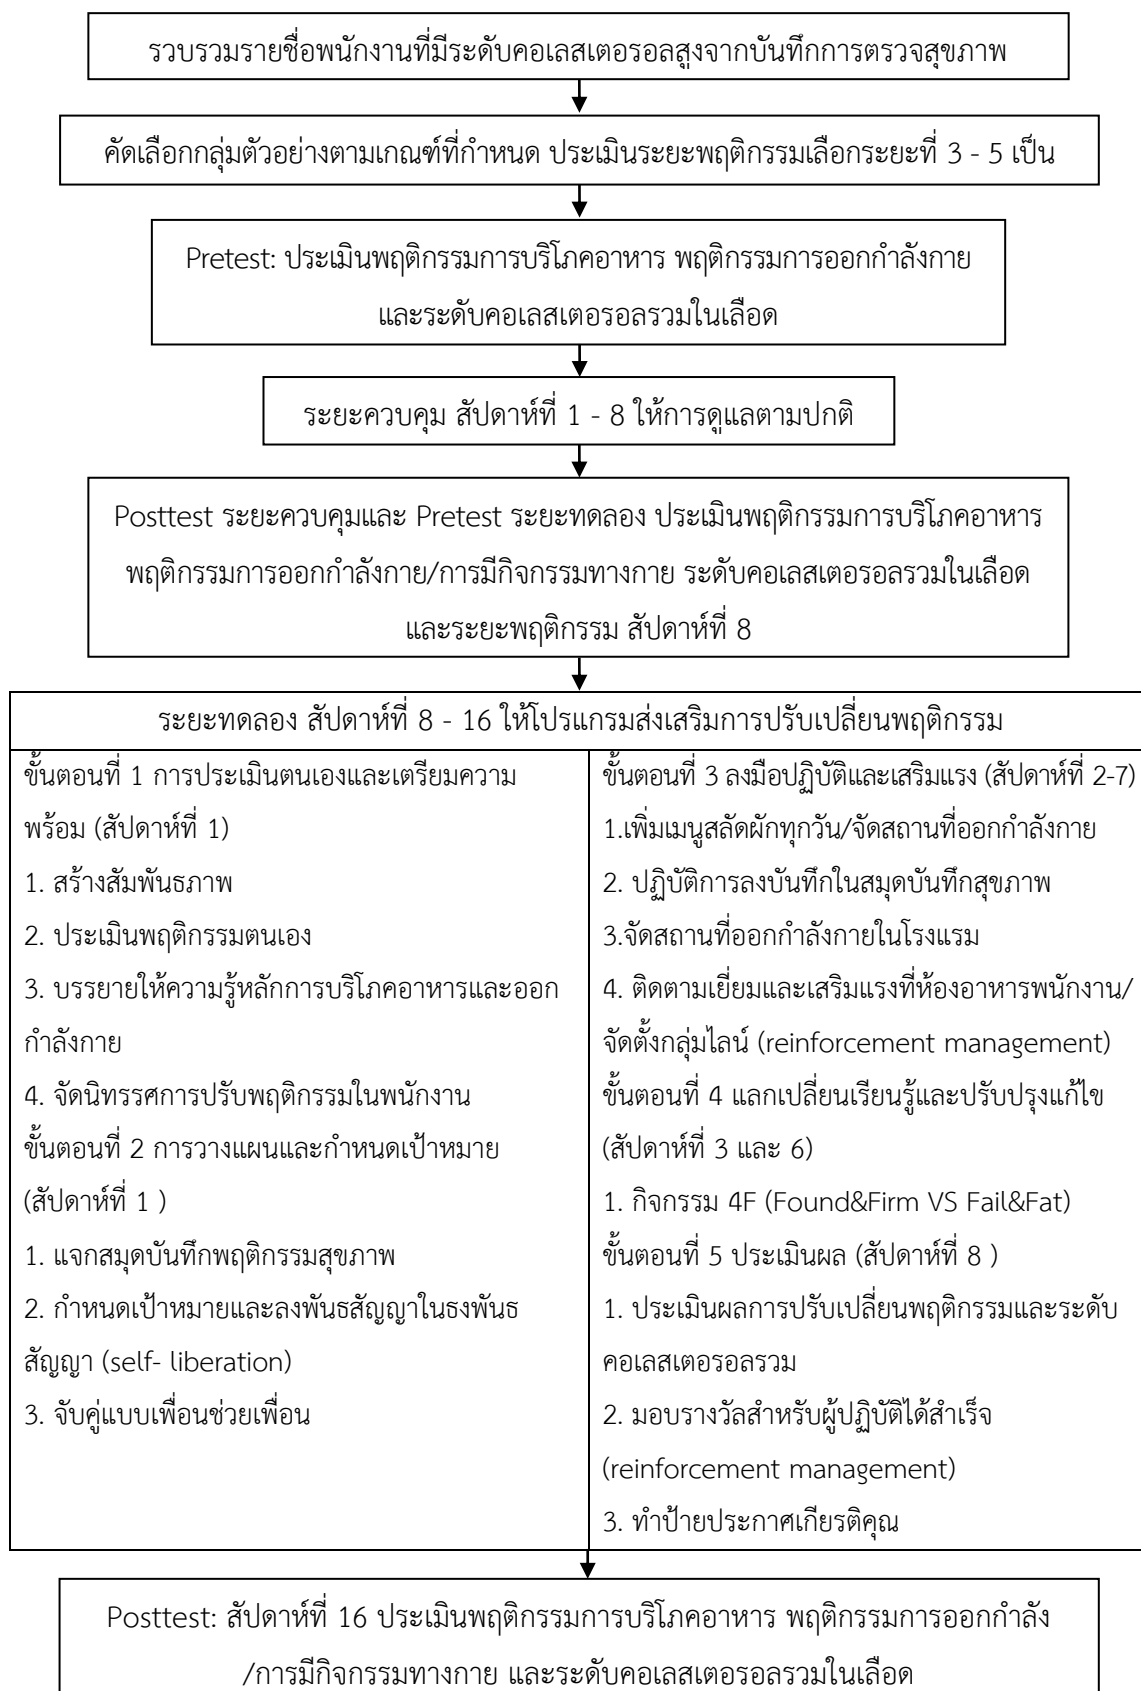 รวบรวมรายชื่อพนักงานที่มีระดับคอเลสเตอรอลสูงจากบันทึกการตรวจสุขภาพ
คัดเลือกกลุ่มตัวอย่างตามเกณฑ์ที่กำหนด ประเมินระยะพฤติกรรมเลือกระยะที่ 3 - 5 เป็น
Pretest: ประเมินพฤติกรรมการบริโภคอาหาร พฤติกรรมการออกกำลังกาย
และระดับคอเลสเตอรอลรวมในเลือด
ระยะควบคุม สัปดาห์ที่ 1 - 8 ให้การดูแลตามปกติ
Posttest ระยะควบคุมและ Pretest ระยะทดลอง ประเมินพฤติกรรมการบริโภคอาหาร
พฤติกรรมการออกกำลังกาย/การมีกิจกรรมทางกาย ระดับคอเลสเตอรอลรวมในเลือด
และระยะพฤติกรรม สัปดาห์ที่ 8
ระยะทดลอง สัปดาห์ที่ 8 - 16 ให้โปรแกรมส่งเสริมการปรับเปลี่ยนพฤติกรรม
ขั้นตอนที่ 1 การประเมินตนเองและเตรียมความ
พร้อม (สัปดาห์ที่ 1)
1. สร้างสัมพันธภาพ
2. ประเมินพฤติกรรมตนเอง
3. บรรยายให้ความรู้หลักการบริโภคอาหารและออก
กำลังกาย
4. จัดนิทรรศการปรับพฤติกรรมในพนักงาน
ขั้นตอนที่ 2 การวางแผนและกำหนดเป้าหมาย
(สัปดาห์ที่ 1 )
1. แจกสมุดบันทึกพฤติกรรมสุขภาพ
2. กำหนดเป้าหมายและลงพันธสัญญาในธงพันธ
สัญญา (self- liberation)
3. จับคู่แบบเพื่อนช่วยเพื่อน
ขั้นตอนที่ 3 ลงมือปฏิบัติและเสริมแรง (สัปดาห์ที่ 2-7)
1.เพิ่มเมนูสลัดผักทุกวัน/จัดสถานที่ออกกำลังกาย
2. ปฏิบัติการลงบันทึกในสมุดบันทึกสุขภาพ
3.จัดสถานที่ออกกำลังกายในโรงแรม
4. ติดตามเยี่ยมและเสริมแรงที่ห้องอาหารพนักงาน/
จัดตั้งกลุ่มไลน์ (reinforcement management)
ขั้นตอนที่ 4 แลกเปลี่ยนเรียนรู้และปรับปรุงแก้ไข
(สัปดาห์ที่ 3 และ 6)
1. กิจกรรม 4F (Found&Firm VS Fail&Fat)
ขั้นตอนที่ 5 ประเมินผล (สัปดาห์ที่ 8 )
1. ประเมินผลการปรับเปลี่ยนพฤติกรรมและระดับ
คอเลสเตอรอลรวม
2. มอบรางวัลสำหรับผู้ปฏิบัติได้สำเร็จ
(reinforcement management)
3. ทำป้ายประกาศเกียรติคุณ
Posttest: สัปดาห์ที่ 16 ประเมินพฤติกรรมการบริโภคอาหาร พฤติกรรมการออกกำลัง
/การมีกิจกรรมทางกาย และระดับคอเลสเตอรอลรวมในเลือด